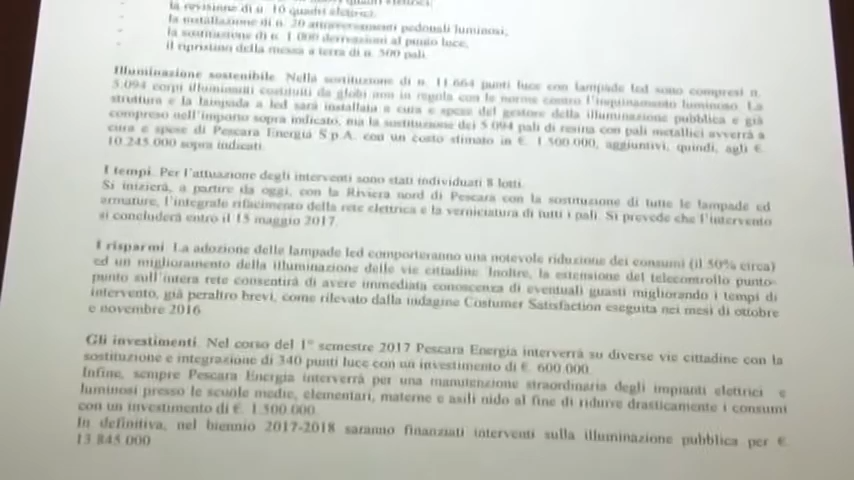 - la revisione di n. 10 quadri elettrici;
- la installazione di n. 20 attraversamenti pedonali luminosi,
- la sostituzione di n. 1.000 derivazioni al punto luce,
- il ripristino della messa a terra di n. 500 pali.
Illuminazione sostenibile. Nella sostituzione di n. 11.664 punti luce con lampade led sono compresi n.
5.094 corpi illuminanti costituiti da globi non in regola con le norme contro l'inquinamento luminoso. La
struttura e la lampada a led sarà installata a cura e spese del gestore della illuminazione pubblica e già
compreso nell'importo sopra indicato, ma la sostituzione dei 5.094 pali di resina con pali metallici avverrà a
cura e spese di Pescara Energia S.p.A. con un costo stimato in €. 1.500.000, aggiuntivi, quindi, agli €.
10.245.000 sopra indicati.
I tempi. Per l'attuazione degli interventi sono stati individuati 8 lotti.
Si inizierà, a partire da oggi, con la Riviera nord di Pescara con la sostituzione di tutte le lampade ed
armature, l'integrale rifacimento della rete elettrica e la verniciatura di tutti i pali. Si prevede che l'intervento
si concluderà entro il 15 maggio 2017.
I risparmi. La adozione delle lampade led comporteranno una notevole riduzione dei consumi (il 50% circa)
ed un miglioramento della illuminazione delle vie cittadine. Inoltre, la estensione del telecontrollo punto-
punto sull'intera rete consentirà di avere immediata conoscenza di eventuali guasti migliorando i tempi di
intervento, già peraltro brevi, come rilevato dalla indagine Costumer Satisfaction eseguita nei mesi di ottobre
e novembre 2016.
Gli investimenti. Nel corso del 1° semestre 2017 Pescara Energia interverrà su diverse vie cittadine con la
sostituzione e integrazione di 340 punti luce con un investimento di €. 600.000.
Infine, sempre Pescara Energia interverrà per una manutenzione straordinaria degli impianti elettrici e
luminosi presso le scuole medie, elementari, materne e asili nido al fine di ridurre drasticamente i consumi
con un investimento di €. 1.500.000.
In definitiva, nel biennio 2017-2018 saranno finanziati interventi sulla illuminazione pubblica per €.
13.845.000